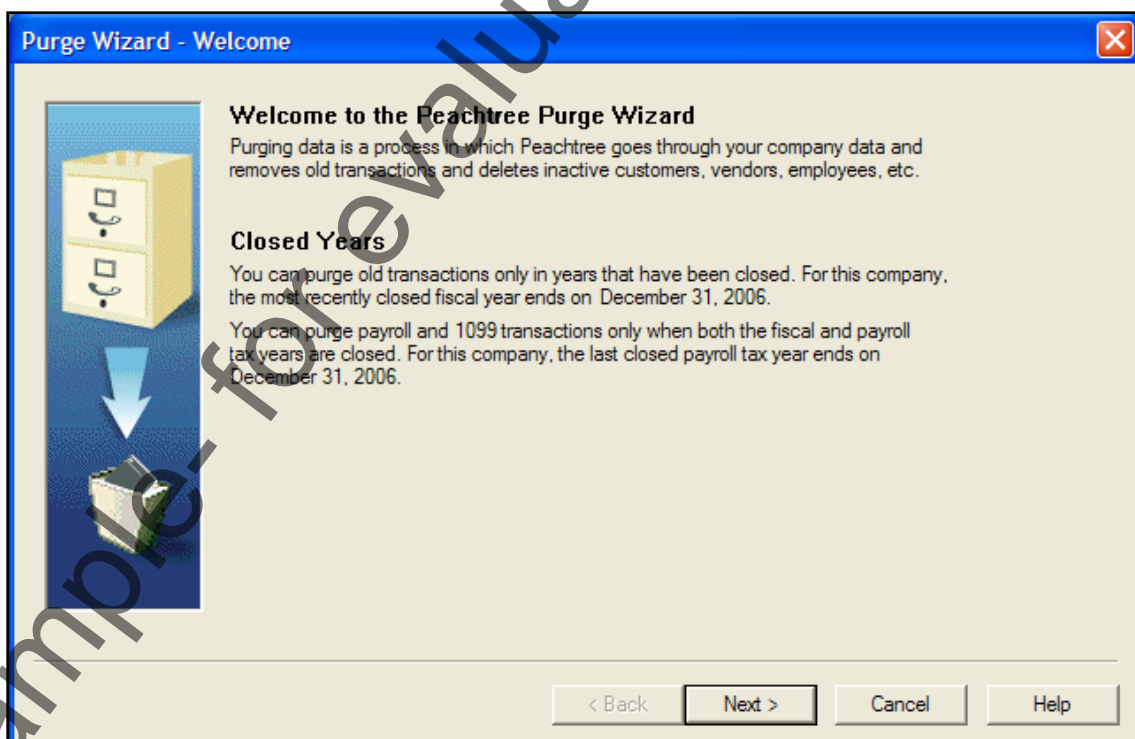 Purge Wizard - Welcome
Welcome to the Peachtree Purge Wizard
Purging data is a process in which Peachtree goes through your company data and
removes old transactions and deletes inactive customers, vendors, employees, etc.
Closed Years
You can purge old transactions only in years that have been closed. For this company,
the most recently closed fiscal year ends on December 31, 2006.
You can purge payroll and 1099 transactions only when both the fiscal and payroll
tax years are closed. For this company, the last closed payroll tax year ends on
December 31, 2006.
< Back
Next >
Cancel
Help
for